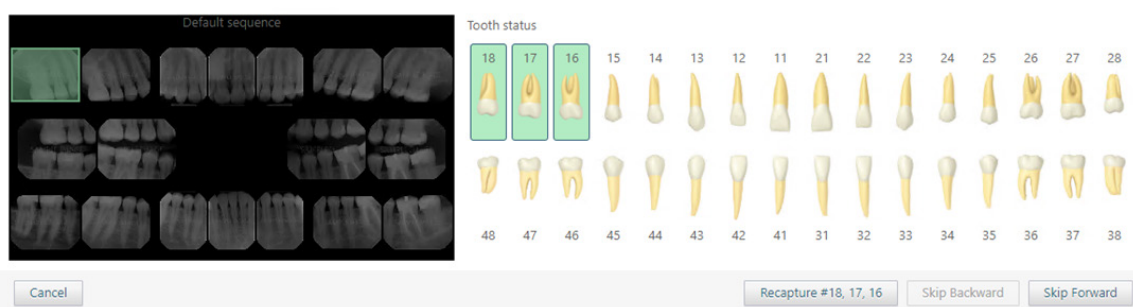 Default sequence
Tooth status
18 17 16 15 14 13 12 11 21 22 23 24 25 26 27 28
48 47 46 45 44 43 42 41 31 32 33 34 35 36 37 38
Cancel
Recapture #18, 17, 16
Skip Backward
Skip Forward